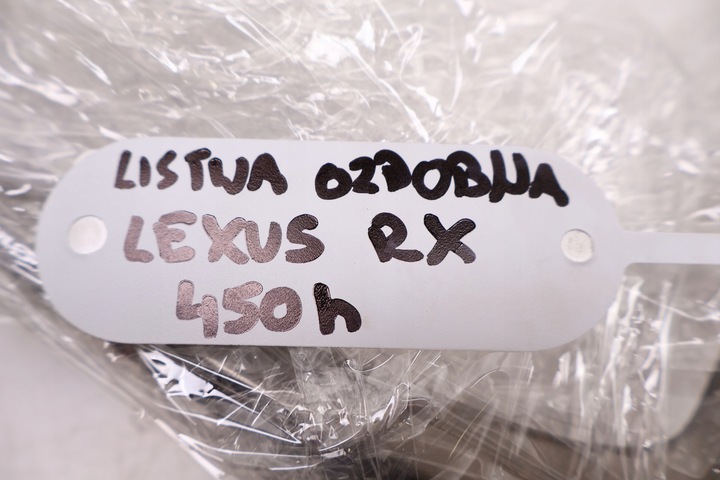 LISTWA OZDOBNA
LEXUS RX
450h